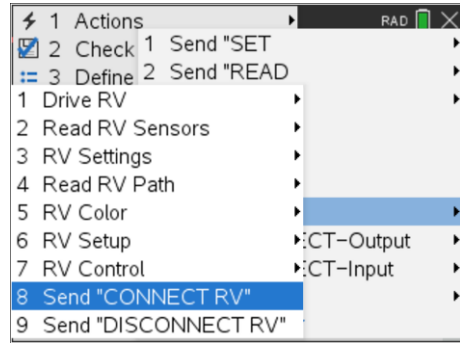 1 Actions
RAD
2 Check
1 Send "SET
3 Define
2 Send "READ
1 Drive RV
2 Read RV Sensors
3 RV Settings
4 Read RV Path
5 RV Color
6 RV Setup
CT-Output
7 RV Control
CT-Input
8 Send "CONNECT RV"
9 Send "DISCONNECT RV"